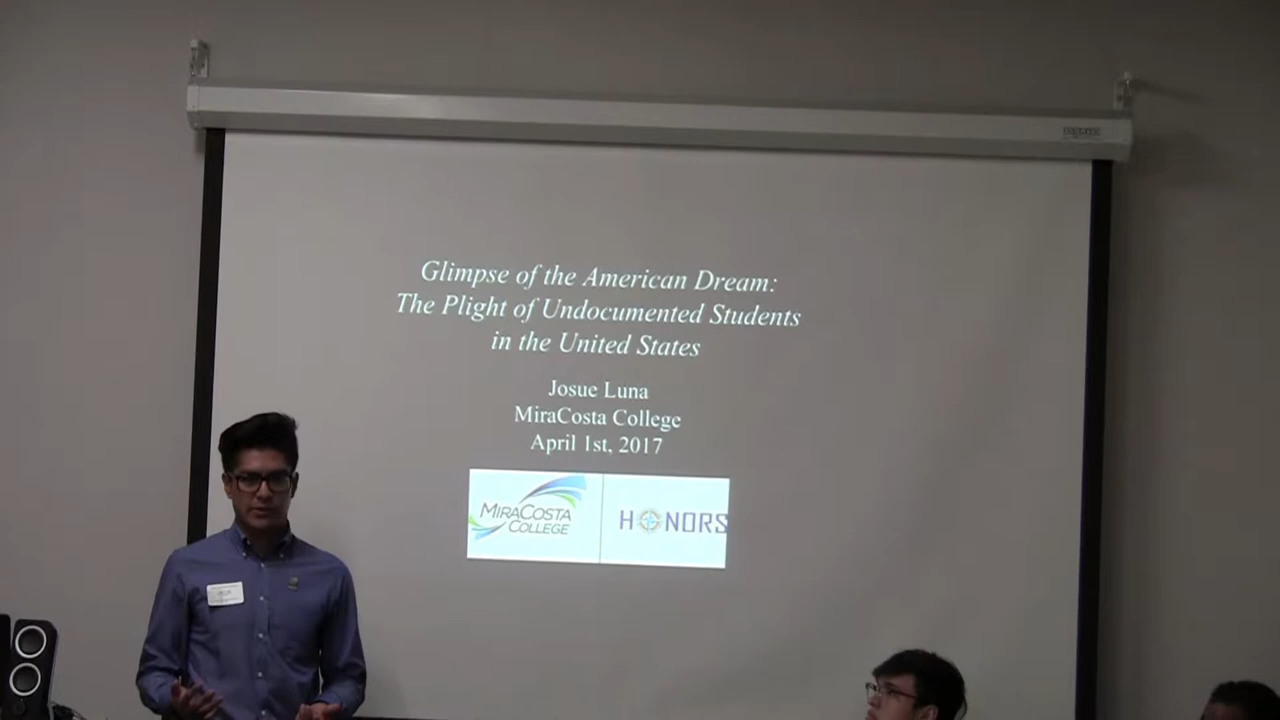 Glimpse of the American Dream:
The Plight of Undocumented Students
in the United States
Josue Luna
MiraCosta College
April 1st, 2017
MIRACOSTA
COLLEGE
HONORS